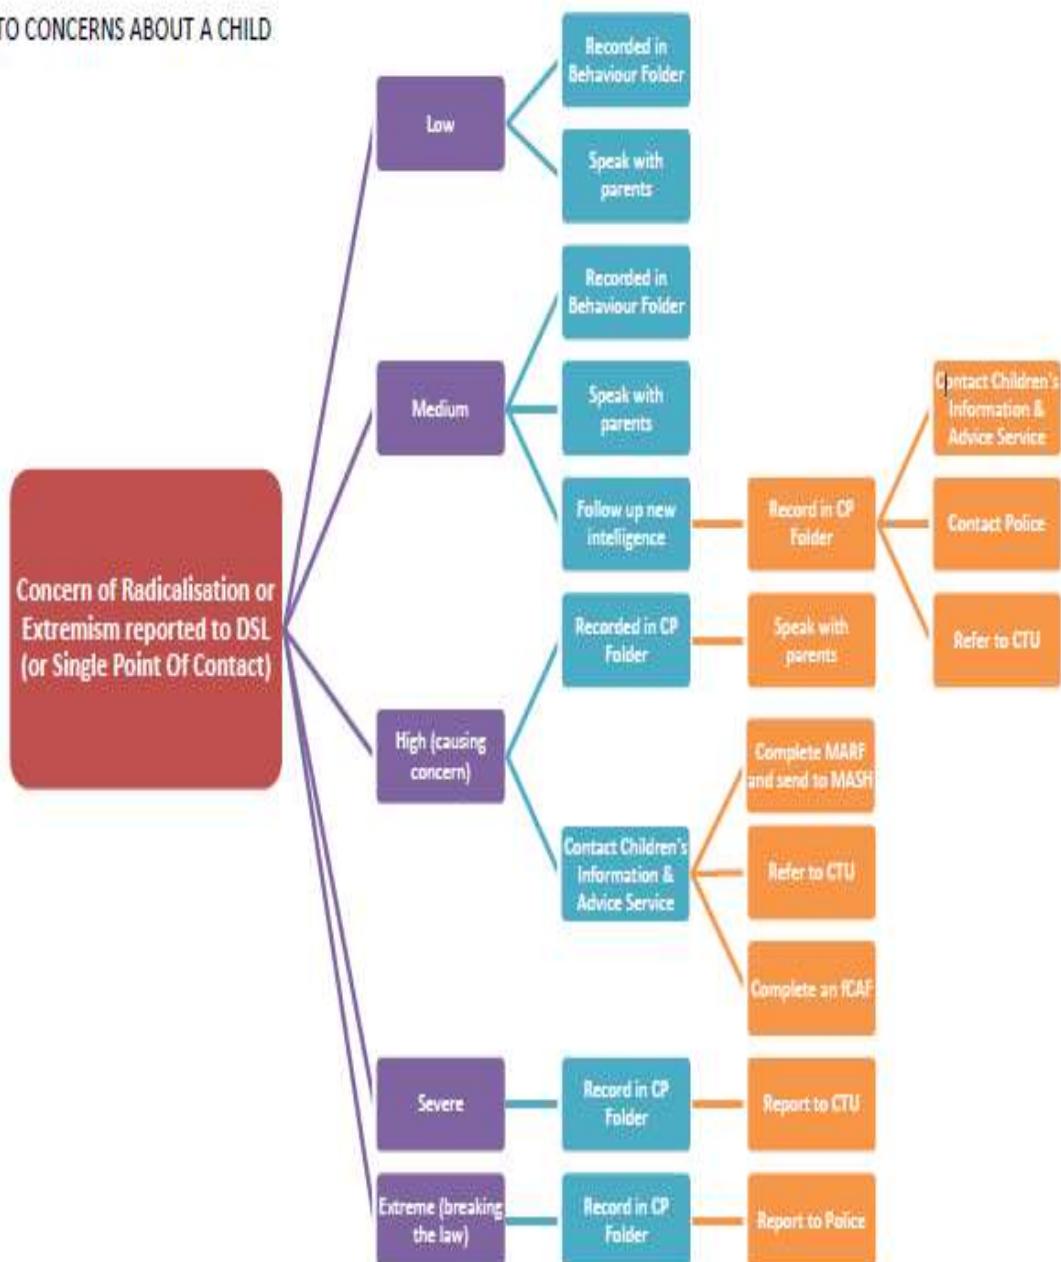 TO CONCERNS ABOUT A CHILD
Concern of Radicalisation or
Extremism reported to DSL
(or Single Point Of Contact)
Low
Recorded in
Behaviour Folder
Speak with
parents
Medium
Recorded in
Behaviour Folder
Speak with
parents
Follow up new
intelligence
Record in CP
Folder
Contact Children's
Information &
Advice Service
Contact Police
Refer to CTU
High (causing
concern)
Recorded in CP
Folder
Speak with
parents
Contact Children's
Information &
Advice Service
Complete MARF
and send to MASH
Refer to CTU
Complete an fCAF
Severe
Record in CP
Folder
Report to CTU
Extreme (breaking
the law)
Record in CP
Folder
Report to Police